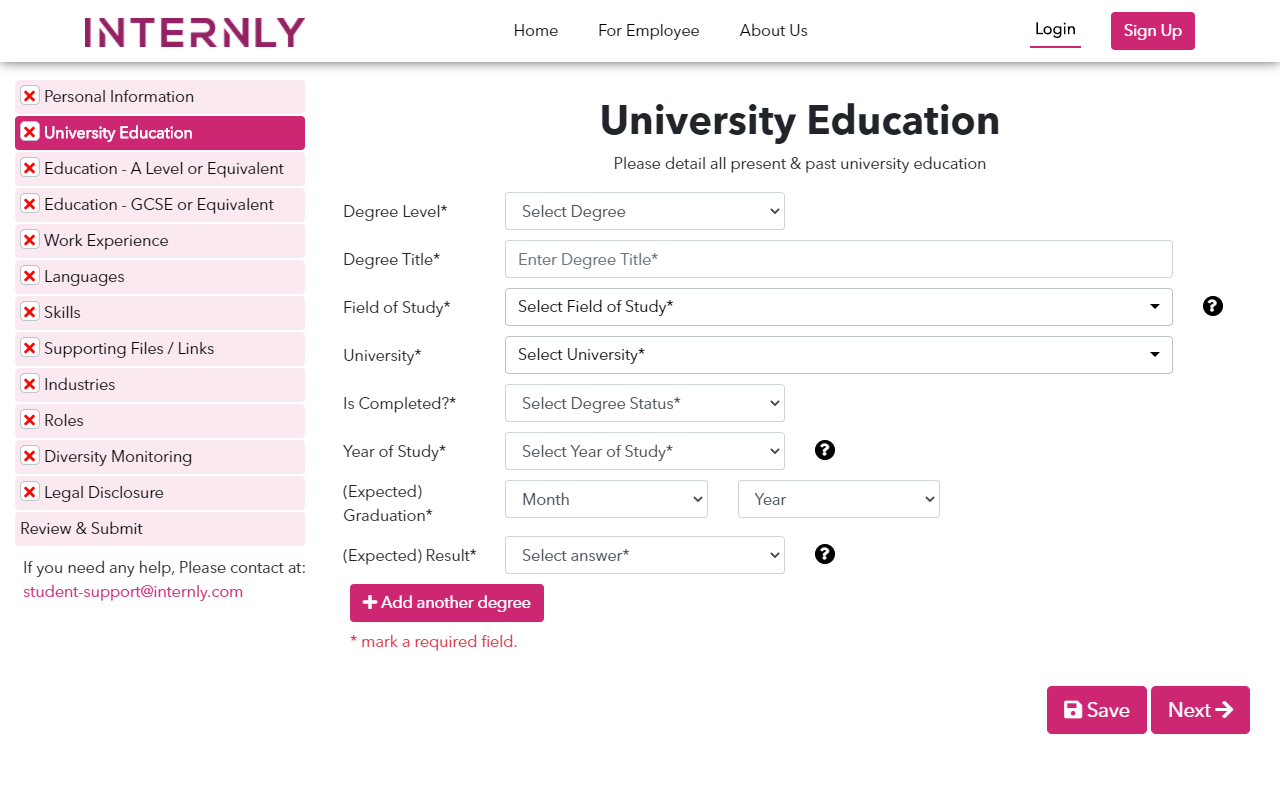 INTERNLY
Home
For Employee
About Us
Login
Sign Up
Personal Information
University Education
Education - A Level or Equivalent
Education - GCSE or Equivalent
Work Experience
Languages
Skills
Supporting Files / Links
Industries
Roles
Diversity Monitoring
Legal Disclosure
Review & Submit
If you need any help, Please contact at:
student-support@internly.com
University Education
Please detail all present & past university education
Degree Level*
Select Degree
Degree Title*
Enter Degree Title*
Field of Study*
Select Field of Study*
University*
Select University*
Is Completed?*
Select Degree Status*
Year of Study*
Select Year of Study*
(Expected)
Graduation*
Month
Year
(Expected) Result*
Select answer*
Add another degree
* mark a required field.
Save
Next